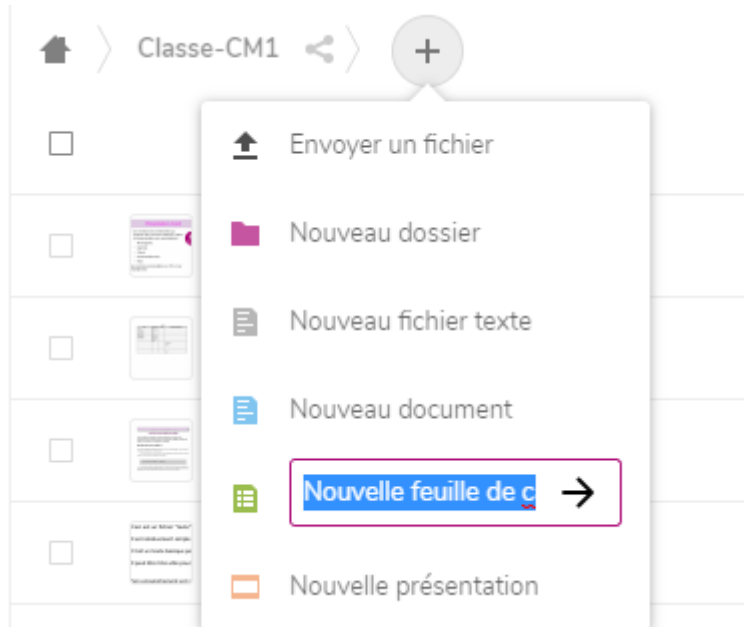 Classe-CM1
Envoyer un fichier
Nouveau dossier
Nouveau fichier texte
Nouveau document
Nouvelle feuille de c
Nouvelle présentation